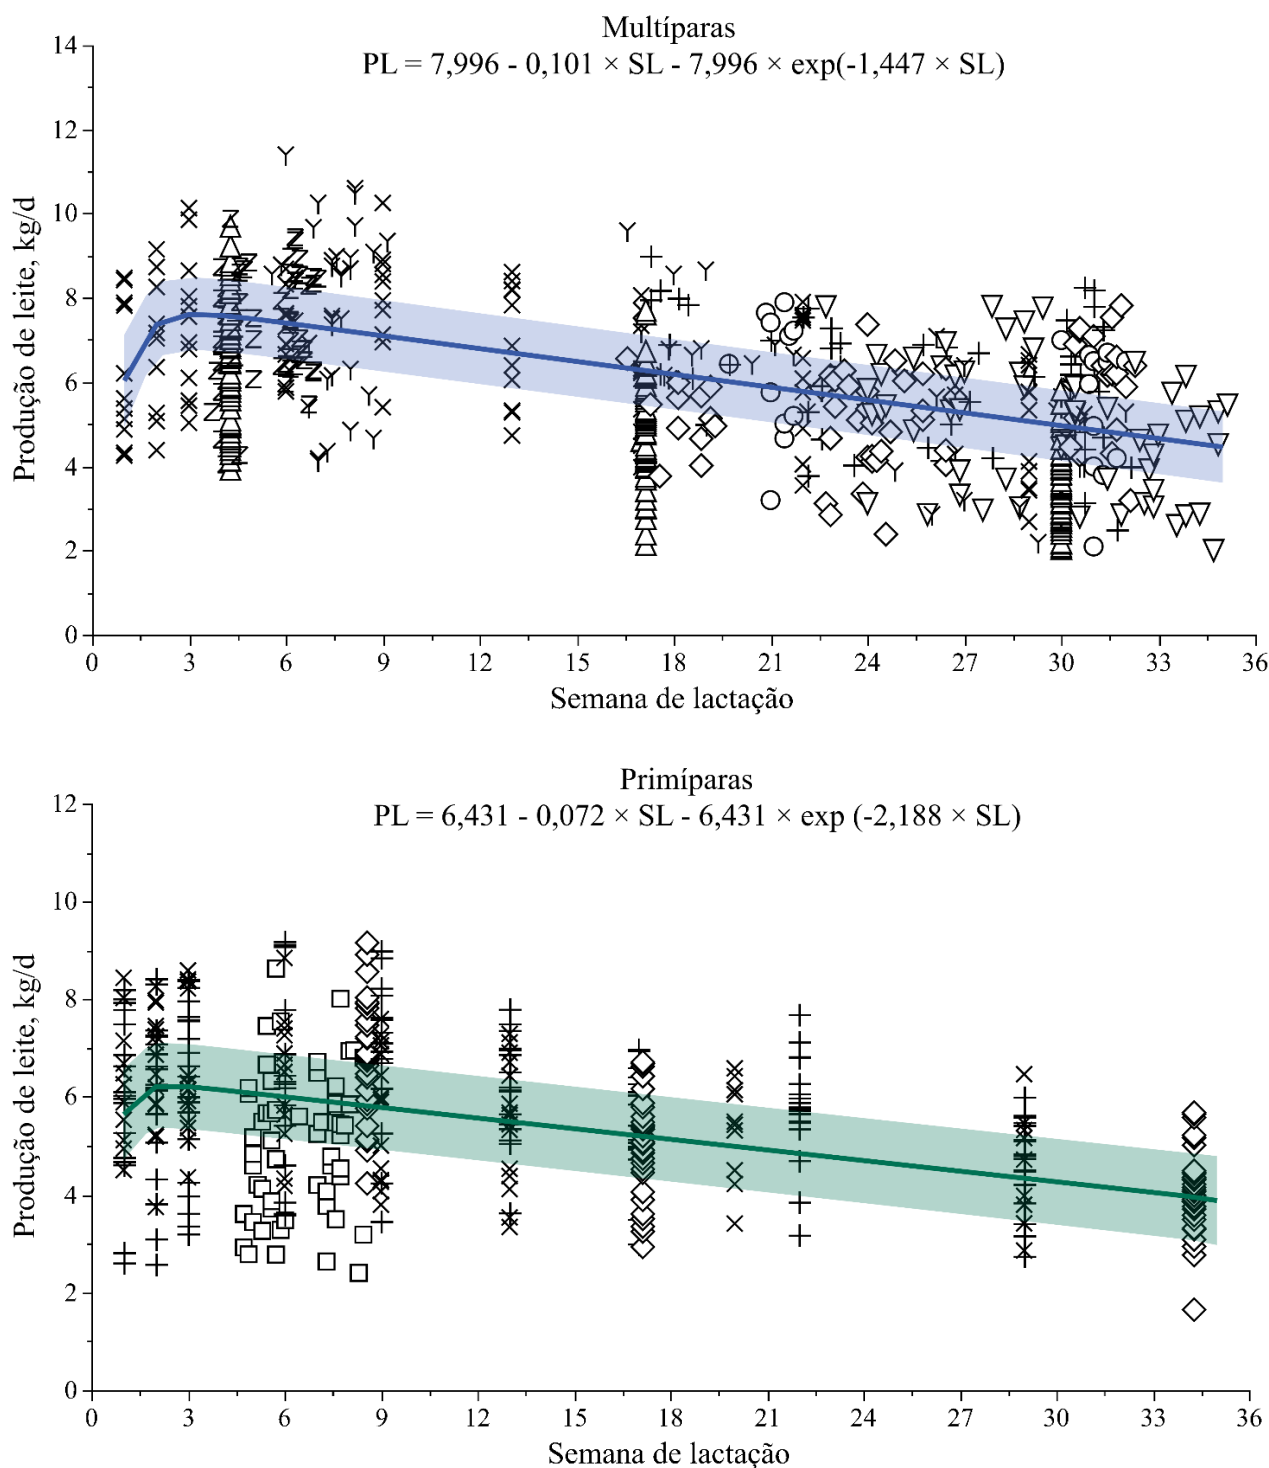 Multíparas
PL = 7,996 - 0,101 × SL - 7,996 × exp(-1,447 × SL)
Produção de leite, kg/d
14
12
10
8
6
4
2
0
0 3 6 9 12 15 18 21 24 27 30 33 36
Semana de lactação
Primíparas
PL = 6,431 - 0,072 × SL - 6,431 × exp (-2,188 × SL)
Produção de leite, kg/d
12
10
8
6
4
2
0
0 3 6 9 12 15 18 21 24 27 30 33 36
Semana de lactação